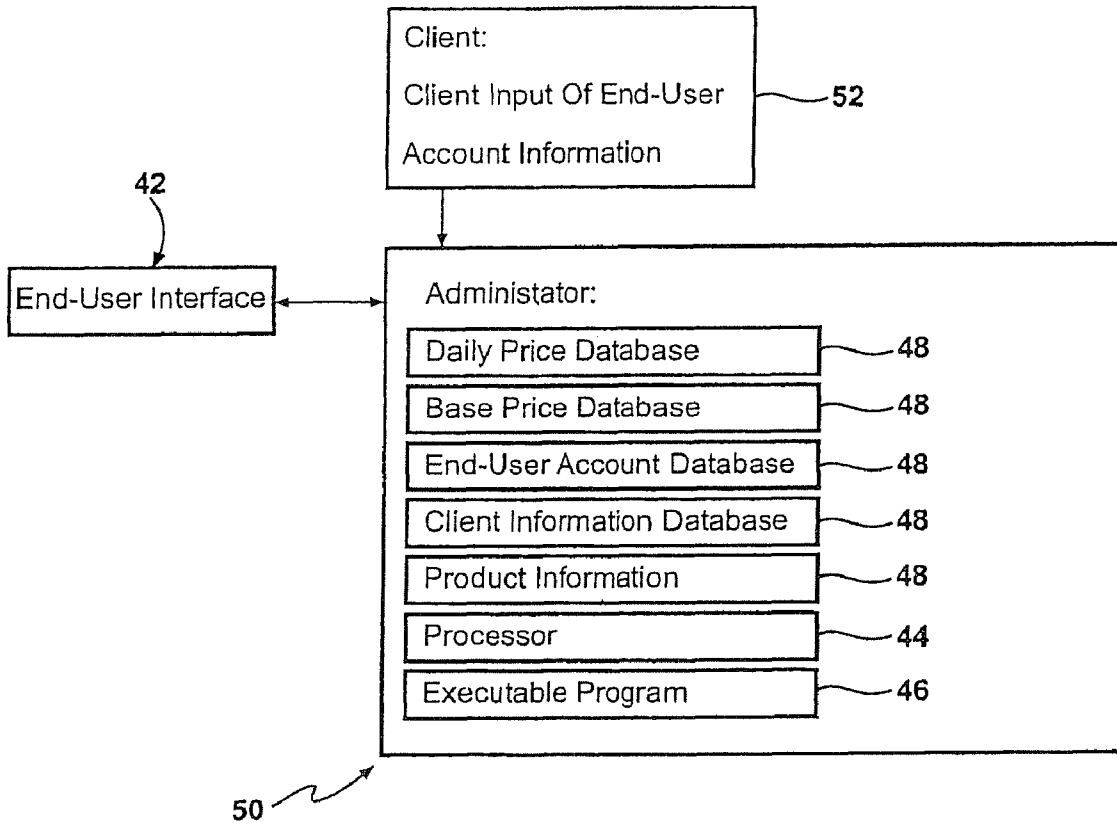 Client:
Client Input Of End-User
Account Information
52
42
End-User Interface
Administator:
Daily Price Database
48
Base Price Database
48
End-User Account Database
48
Client Information Database
48
Product Information
48
Processor
44
Executable Program
46
50